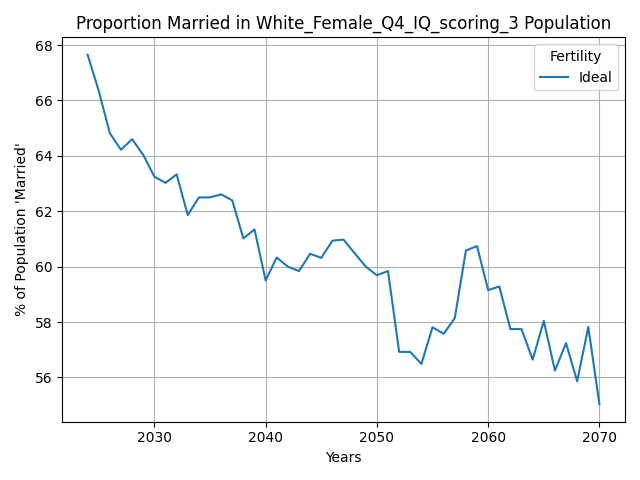 Proportion Married in White_Female_Q4_IQ_scoring_3 Population
% of Population 'Married'
68
66
64
62
60
58
56
Fertility
Ideal
2030 2040 2050 2060 2070
Years